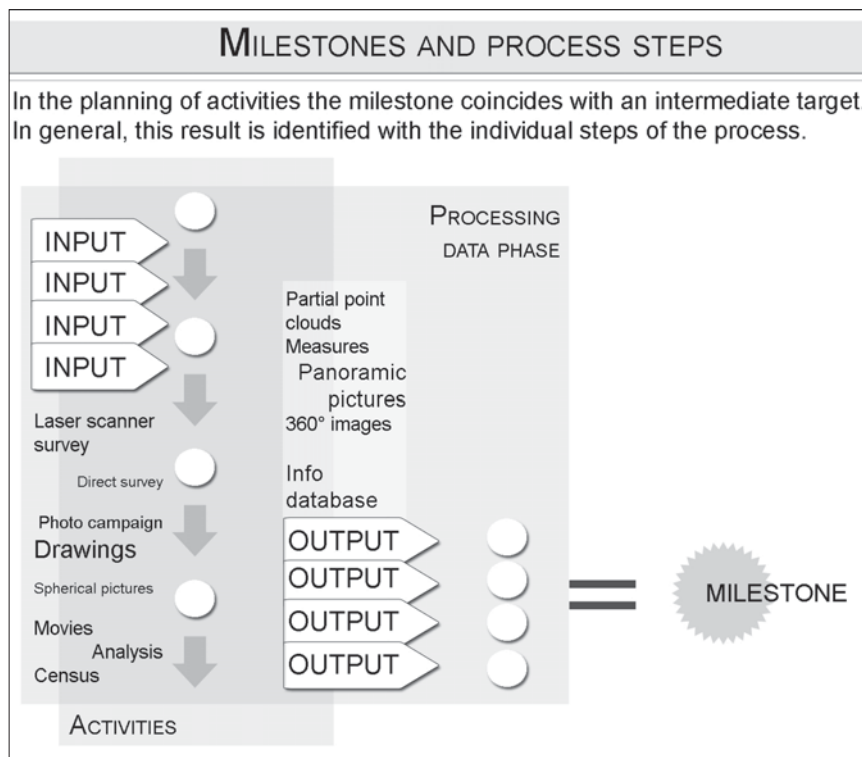 MILESTONES AND PROCESS STEPS
In the planning of activities the milestone coincides with an intermediate target.
In general, this result is identified with the individual steps of the process.
PROCESSING
DATA PHASE
INPUT
INPUT
INPUT
INPUT
Laser scanner
survey
Direct survey
Photo campaign
Drawings
Spherical pictures
Movies
Analysis
Census
ACTIVITIES
Partial point
clouds
Measures
Panoramic
pictures
360° images
Info
database
OUTPUT
OUTPUT
OUTPUT
OUTPUT
MILESTONE